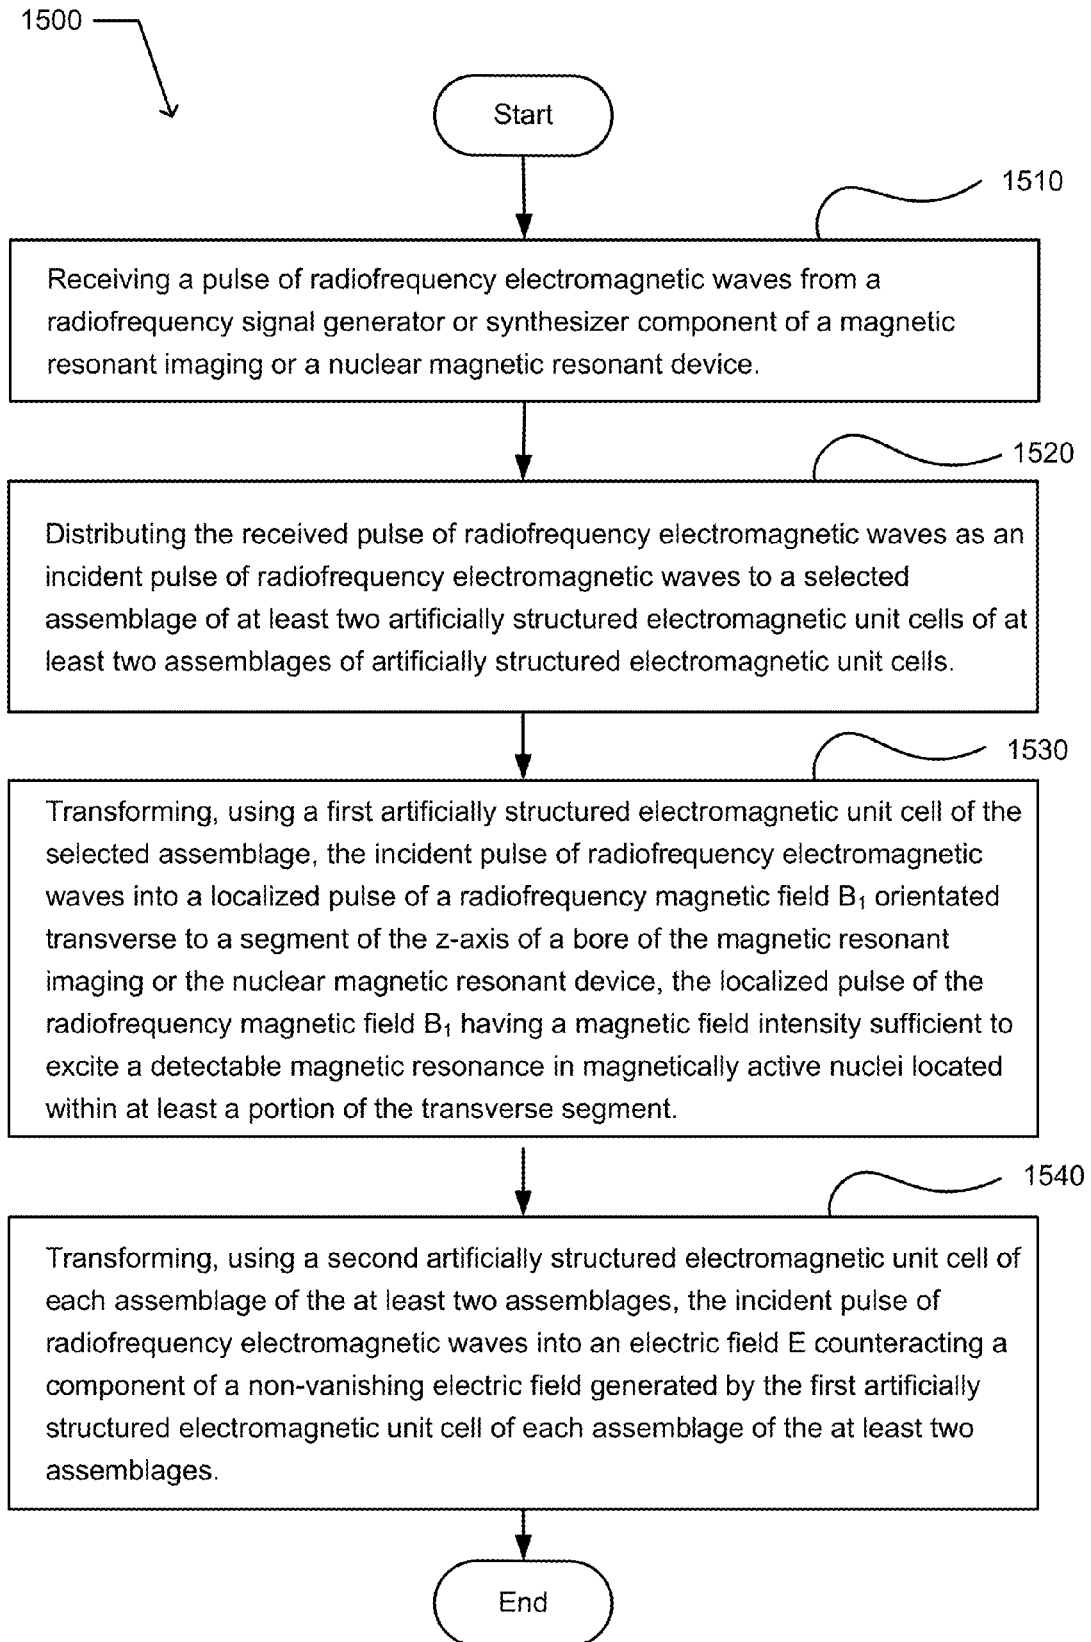 1500
Start
1510
Receiving a pulse of radiofrequency electromagnetic waves from a
radiofrequency signal generator or synthesizer component of a magnetic
resonant imaging or a nuclear magnetic resonant device.
1520
Distributing the received pulse of radiofrequency electromagnetic waves as an
incident pulse of radiofrequency electromagnetic waves to a selected
assemblage of at least two artificially structured electromagnetic unit cells of at
least two assemblages of artificially structured electromagnetic unit cells.
1530
Transforming, using a first artificially structured electromagnetic unit cell of the
selected assemblage, the incident pulse of radiofrequency electromagnetic
waves into a localized pulse of a radiofrequency magnetic field B₁ orientated
transverse to a segment of the z-axis of a bore of the magnetic resonant
imaging or the nuclear magnetic resonant device, the localized pulse of the
radiofrequency magnetic field B₁ having a magnetic field intensity sufficient to
excite a detectable magnetic resonance in magnetically active nuclei located
within at least a portion of the transverse segment.
1540
Transforming, using a second artificially structured electromagnetic unit cell of
each assemblage of the at least two assemblages, the incident pulse of
radiofrequency electromagnetic waves into an electric field E counteracting a
component of a non-vanishing electric field generated by the first artificially
structured electromagnetic unit cell of each assemblage of the at least two
assemblages.
End